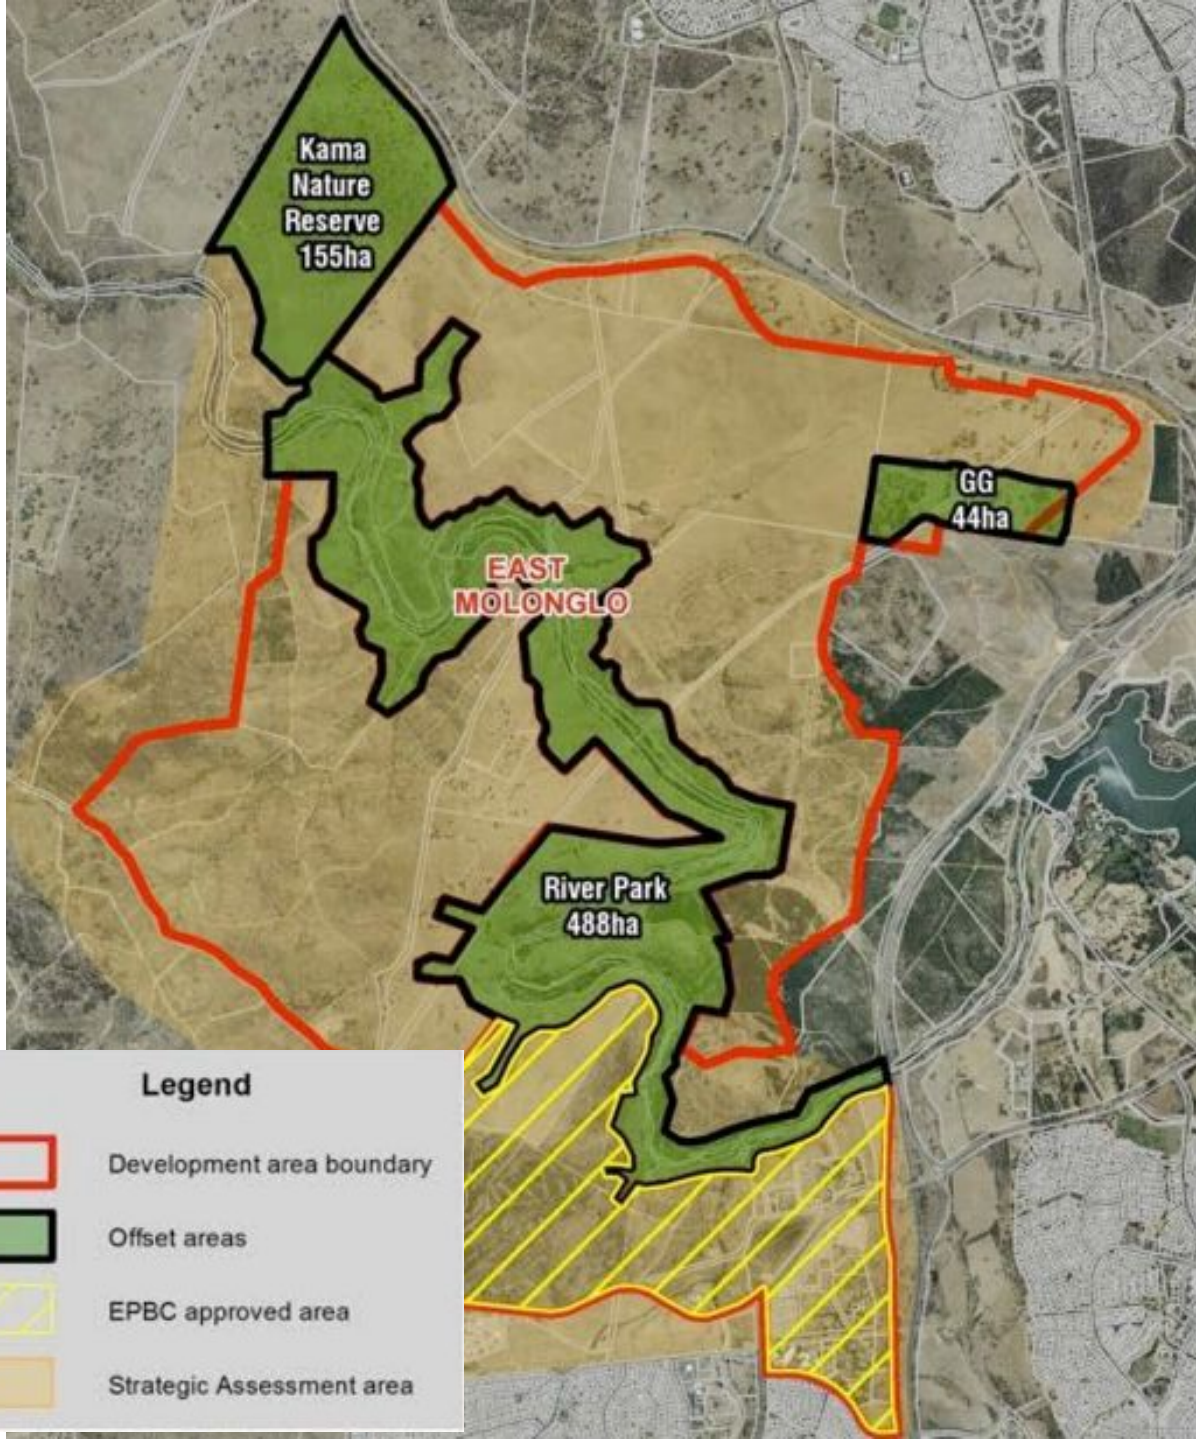 Kama
Nature
Reserve
155ha
GG
44ha
EAST
MOLONGLO
River Park
488ha
Legend
Development area boundary
Offset areas
EPBC approved area
Strategic Assessment area